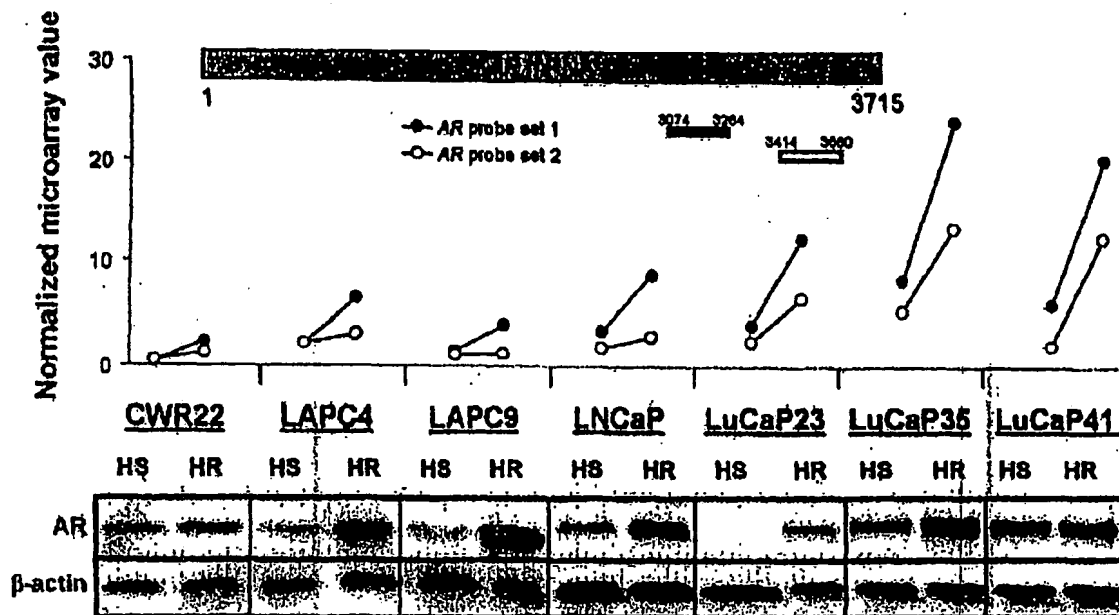 Normalized microarray value
30
20
10
0
1
3715
AR probe set 1
AR probe set 2
3074 3264
3414 3660
CWR22 LAPC4 LAPC9 LNCaP LuCaP23 LuCaP35 LuCaP41
HS HR HS HR HS HR HS HR HS HR HS HR HS HR
AR
β-actin